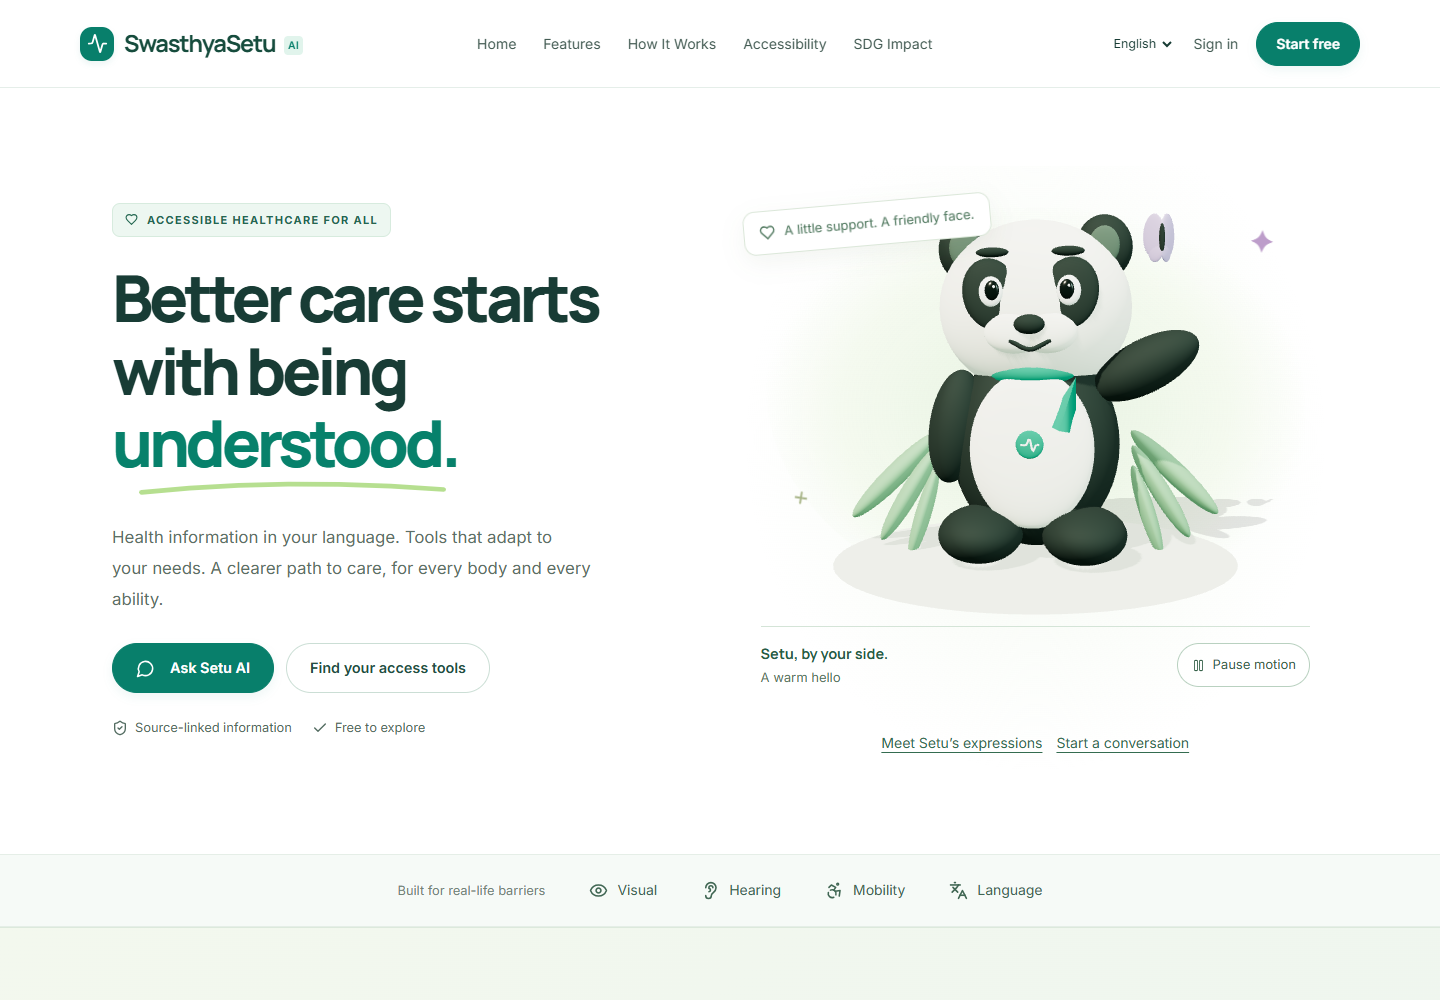 SwasthyaSetu AI
Home Features How It Works Accessibility SDG Impact
English Sign in Start free
ACCESSIBLE HEALTHCARE FOR ALL
Better care starts
with being
understood.
Health information in your language. Tools that adapt to
your needs. A clearer path to care, for every body and every
ability.
Ask Setu AI Find your access tools
Source-linked information Free to explore
A little support. A friendly face.
Setu, by your side.
A warm hello
Pause motion
Meet Setu’s expressions Start a conversation
Built for real-life barriers Visual Hearing Mobility Language